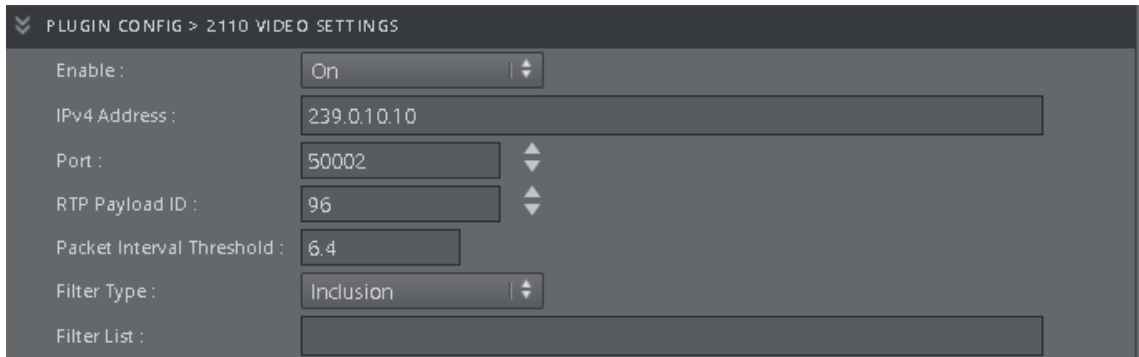 PLUGIN CONFIG > 2110 VIDEO SETTINGS
Enable : On
IPv4 Address : 239.0.10.10
Port : 50002
RTP Payload ID : 96
Packet Interval Threshold : 6.4
Filter Type : Inclusion
Filter List :